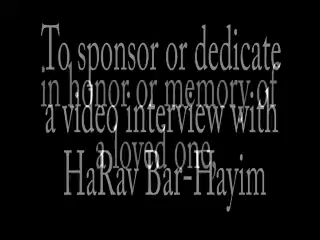 To sponsor or dedicate
in honor or memory of
a video interview with
a loved one,
HaRav Bar-Hayim